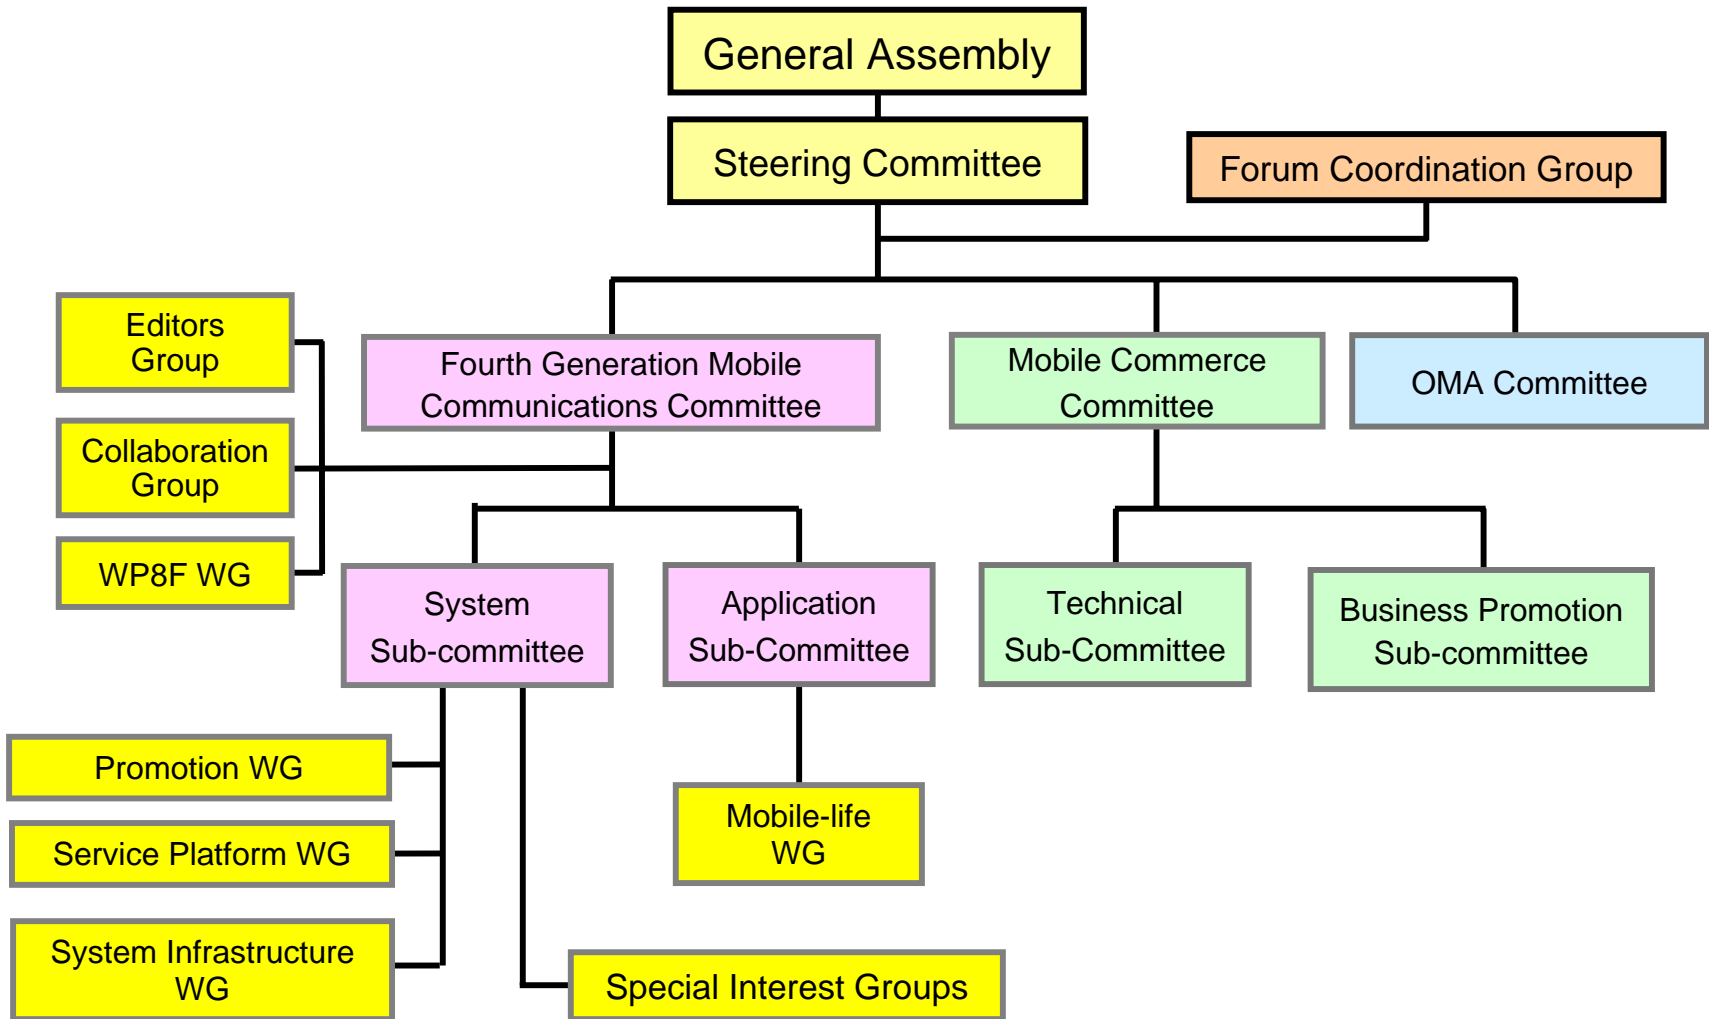 General Assembly
Steering Committee
Forum Coordination Group
Editors
Group
Fourth Generation Mobile
Communications Committee
Mobile Commerce
Committee
OMA Committee
Collaboration
Group
WP8F WG
System
Sub-committee
Application
Sub-Committee
Technical
Sub-Committee
Business Promotion
Sub-committee
Promotion WG
Service Platform WG
System Infrastructure
WG
Mobile-life
WG
Special Interest Groups